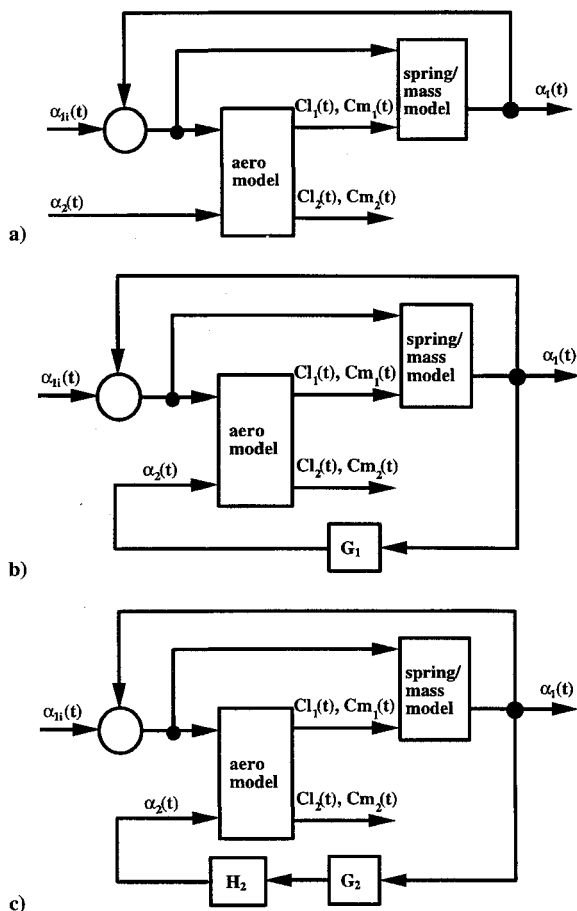 α₁ᵢ(t)
Cl₁(t), Cm₁(t)
spring/
mass
model
α₁(t)
aero
model
α₂(t)
Cl₂(t), Cm₂(t)
a)
α₁ᵢ(t)
Cl₁(t), Cm₁(t)
spring/
mass
model
α₁(t)
aero
model
α₂(t)
Cl₂(t), Cm₂(t)
G₁
b)
α₁ᵢ(t)
Cl₁(t), Cm₁(t)
spring/
mass
model
α₁(t)
aero
model
α₂(t)
Cl₂(t), Cm₂(t)
H₂
G₂
c)